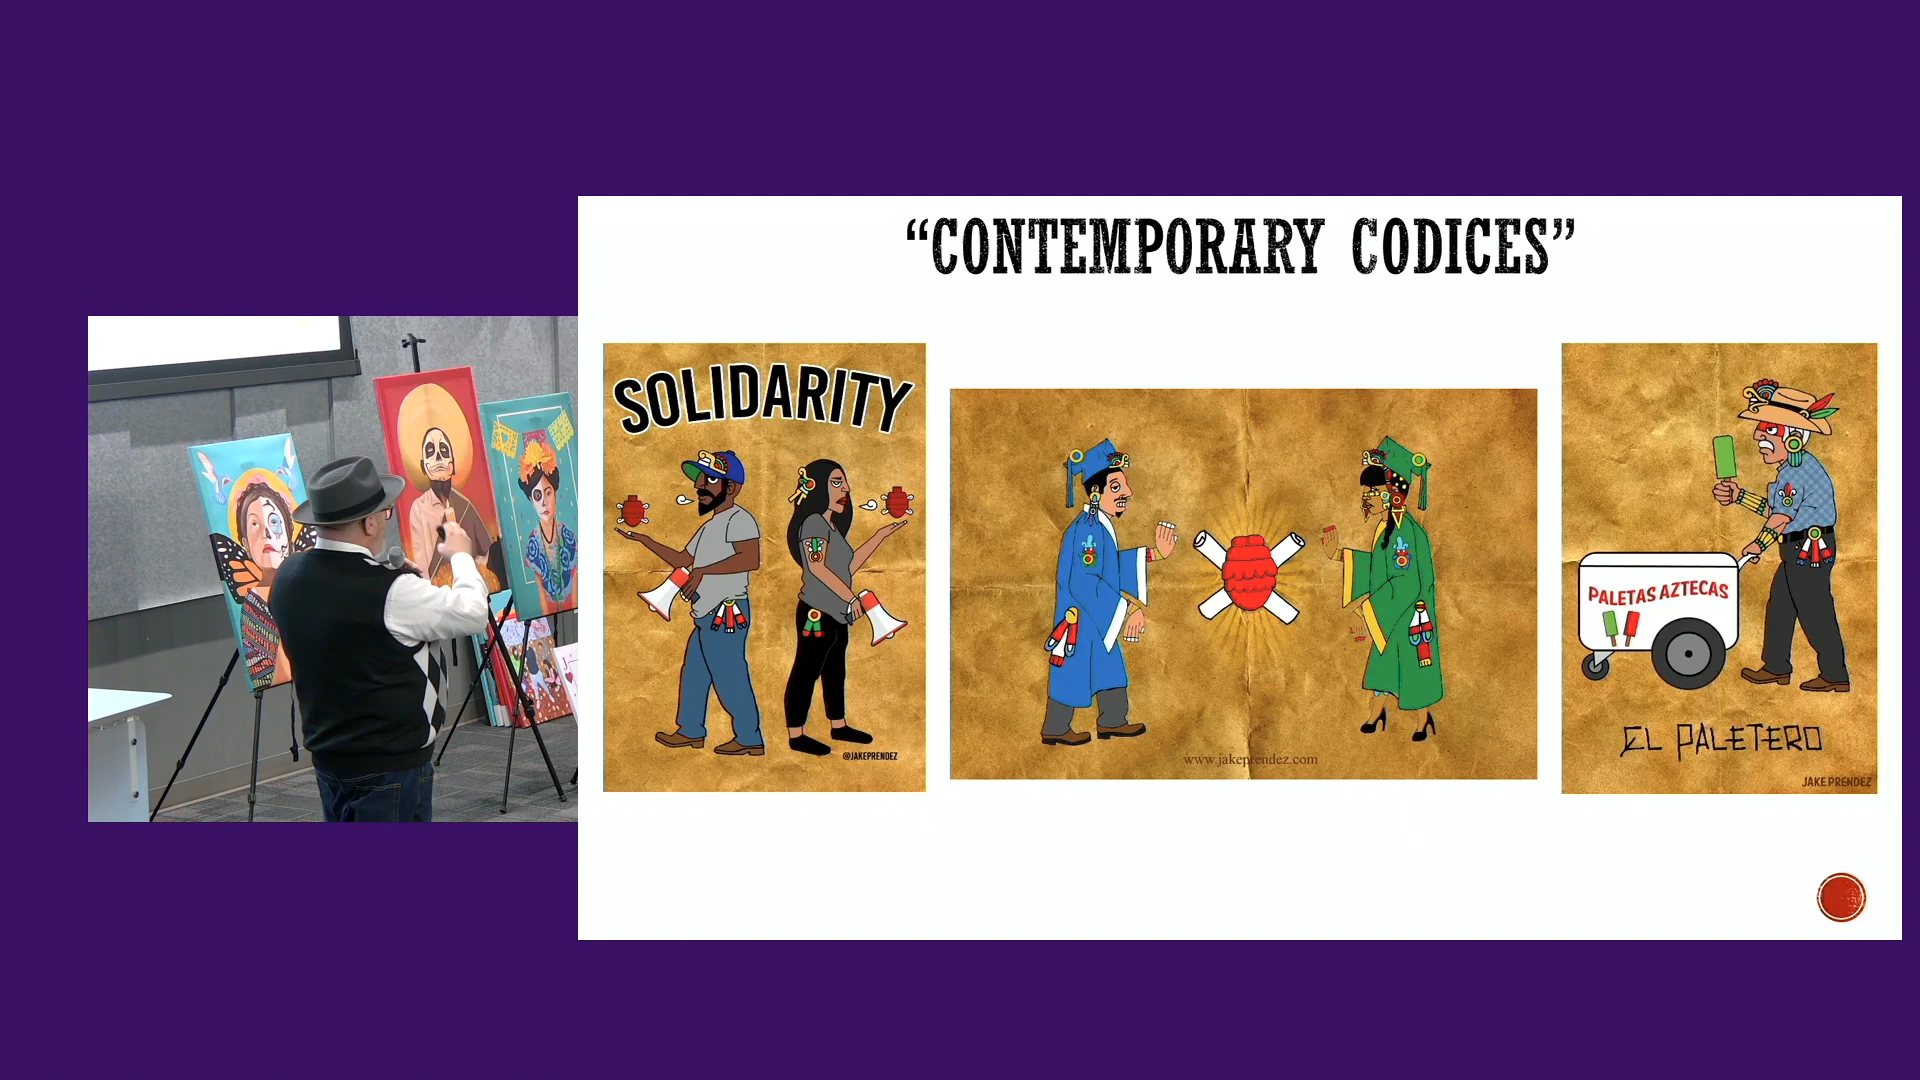 “CONTEMPORARY CODICES”
SOLIDARITY
@JAKEPRENDEZ
www.jakeprendez.com
PALETAS AZTECAS
EL PALETERO
JAKE PRENDEZ